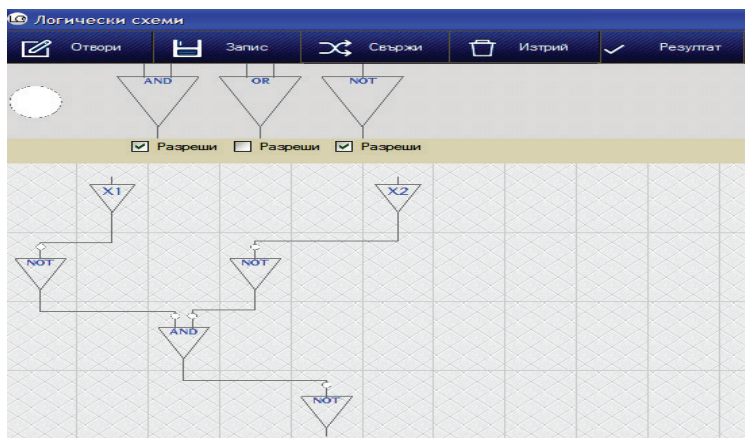 LC Логически схеми
Отвори Запис Свържи Изтрий Резултат
AND OR NOT
Разреши Разреши Разреши
X1 X2
NOT NOT
AND
NOT